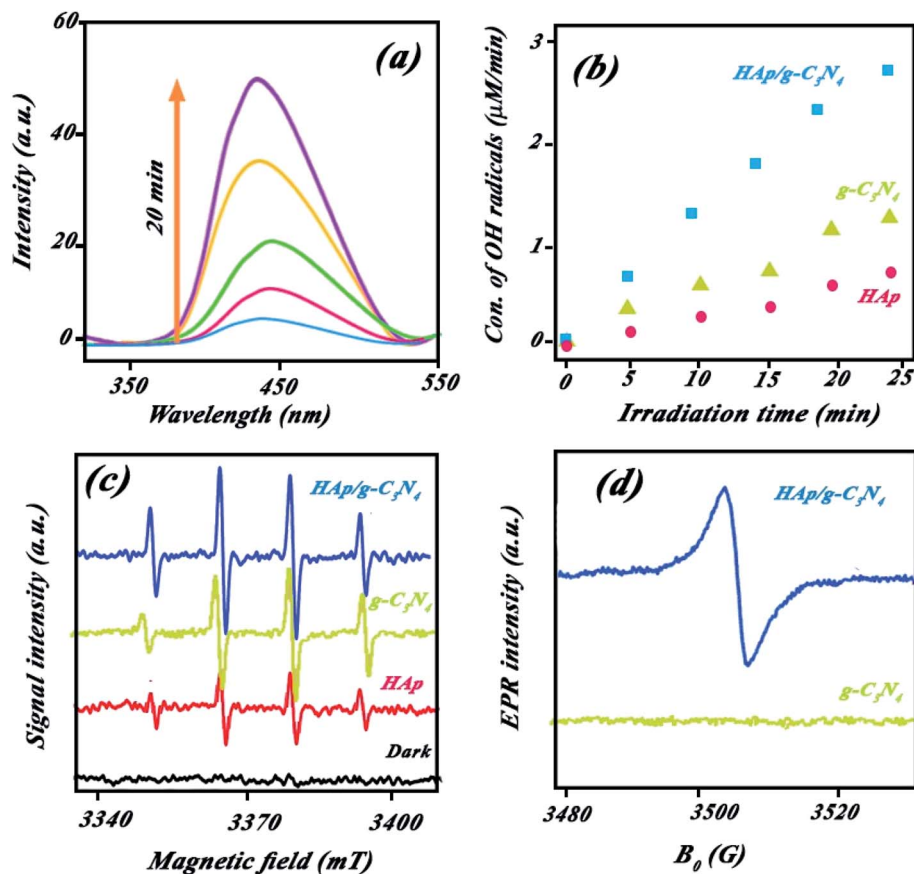 (a)
60
40
20
0
Intensity (a.u.)
20 min
350
450
550
Wavelength (nm)
(b)
3
2
1
0
Con. of OH radicals (μM/min)
HAp/g-C₃N₄
g-C₃N₄
HAp
0
5
10
15
20
25
Irradiation time (min)
(c)
Signal intensity (a.u.)
HAp/g-C₃N₄
g-C₃N₄
HAp
Dark
3340
3370
3400
Magnetic field (mT)
(d)
EPR intensity (a.u.)
HAp/g-C₃N₄
g-C₃N₄
3480
3500
3520
B₀ (G)